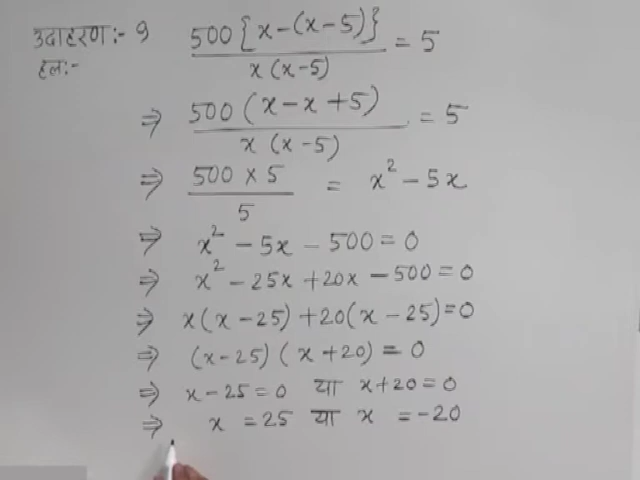 उदाहरण:- 9 500{x-(x-5)}/x(x-5) = 5
हल:-
⇒ 500(x-x+5)/x(x-5) = 5
⇒ 500×5/5 = x² - 5x
⇒ x² - 5x - 500 = 0
⇒ x² - 25x + 20x - 500 = 0
⇒ x(x-25) + 20(x-25) = 0
⇒ (x-25)(x+20) = 0
⇒ x-25 = 0 या x+20 = 0
⇒ x = 25 या x = -20